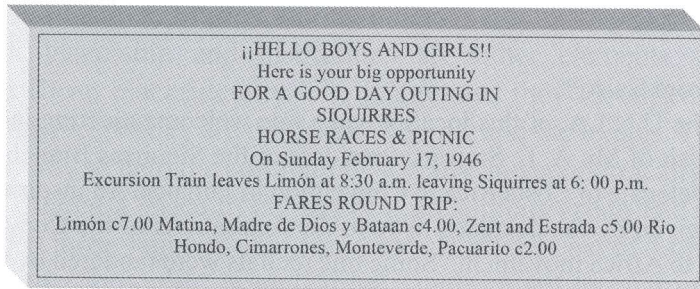 ¡¡HELLO BOYS AND GIRLS!!
Here is your big opportunity
FOR A GOOD DAY OUTING IN
SIQUIRRES
HORSE RACES & PICNIC
On Sunday February 17, 1946
Excursion Train leaves Limón at 8:30 a.m. leaving Siquirres at 6: 00 p.m.
FARES ROUND TRIP:
Limón c7.00 Matina, Madre de Dios y Bataan c4.00, Zent and Estrada c5.00 Río
Hondo, Cimarrones, Monteverde, Pacuarito c2.00